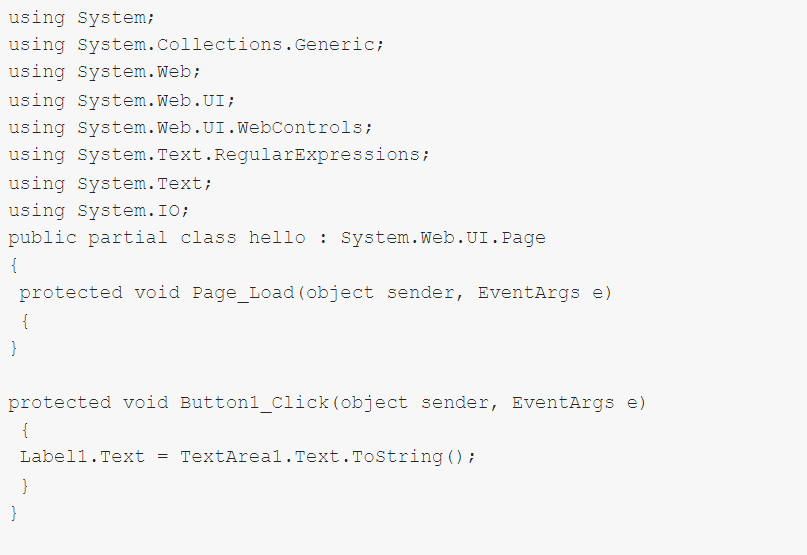 using System;
using System.Collections.Generic;
using System.Web;
using System.Web.UI;
using System.Web.UI.WebControls;
using System.Text.RegularExpressions;
using System.Text;
using System.IO;
public partial class hello : System.Web.UI.Page
{
 protected void Page_Load(object sender, EventArgs e)
 {
}

protected void Button1_Click(object sender, EventArgs e)
 {
 Label1.Text = TextArea1.Text.ToString();
 }
}